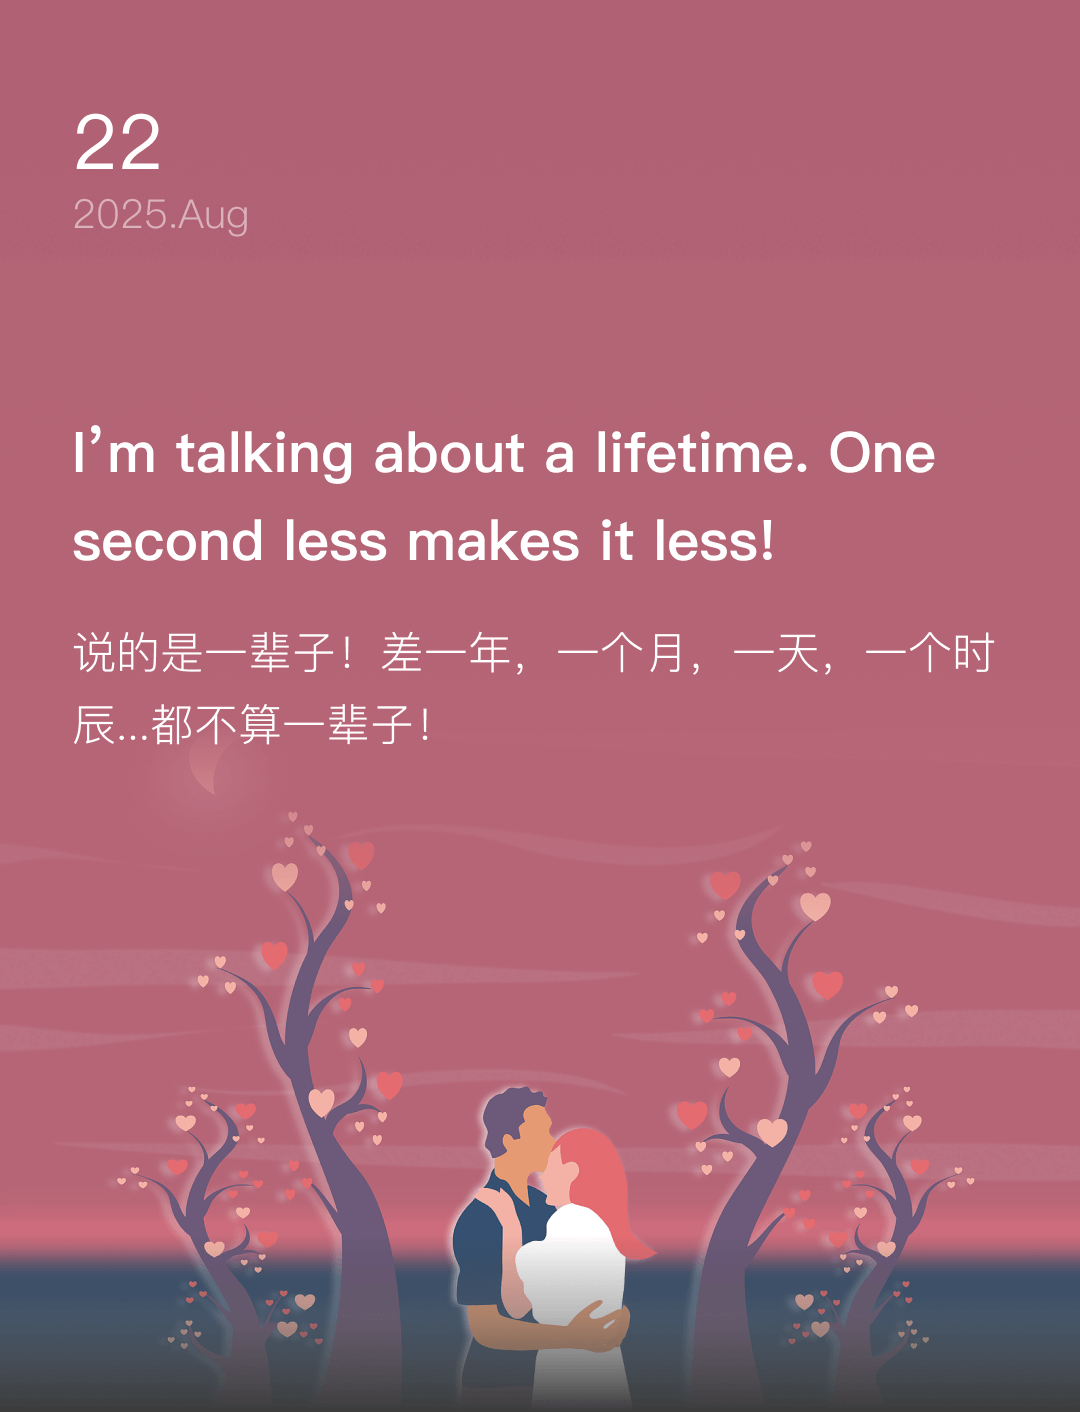 22
2025.Aug
I’m talking about a lifetime. One
second less makes it less!
说的是一辈子！差一年，一个月，一天，一个时
辰...都不算一辈子！